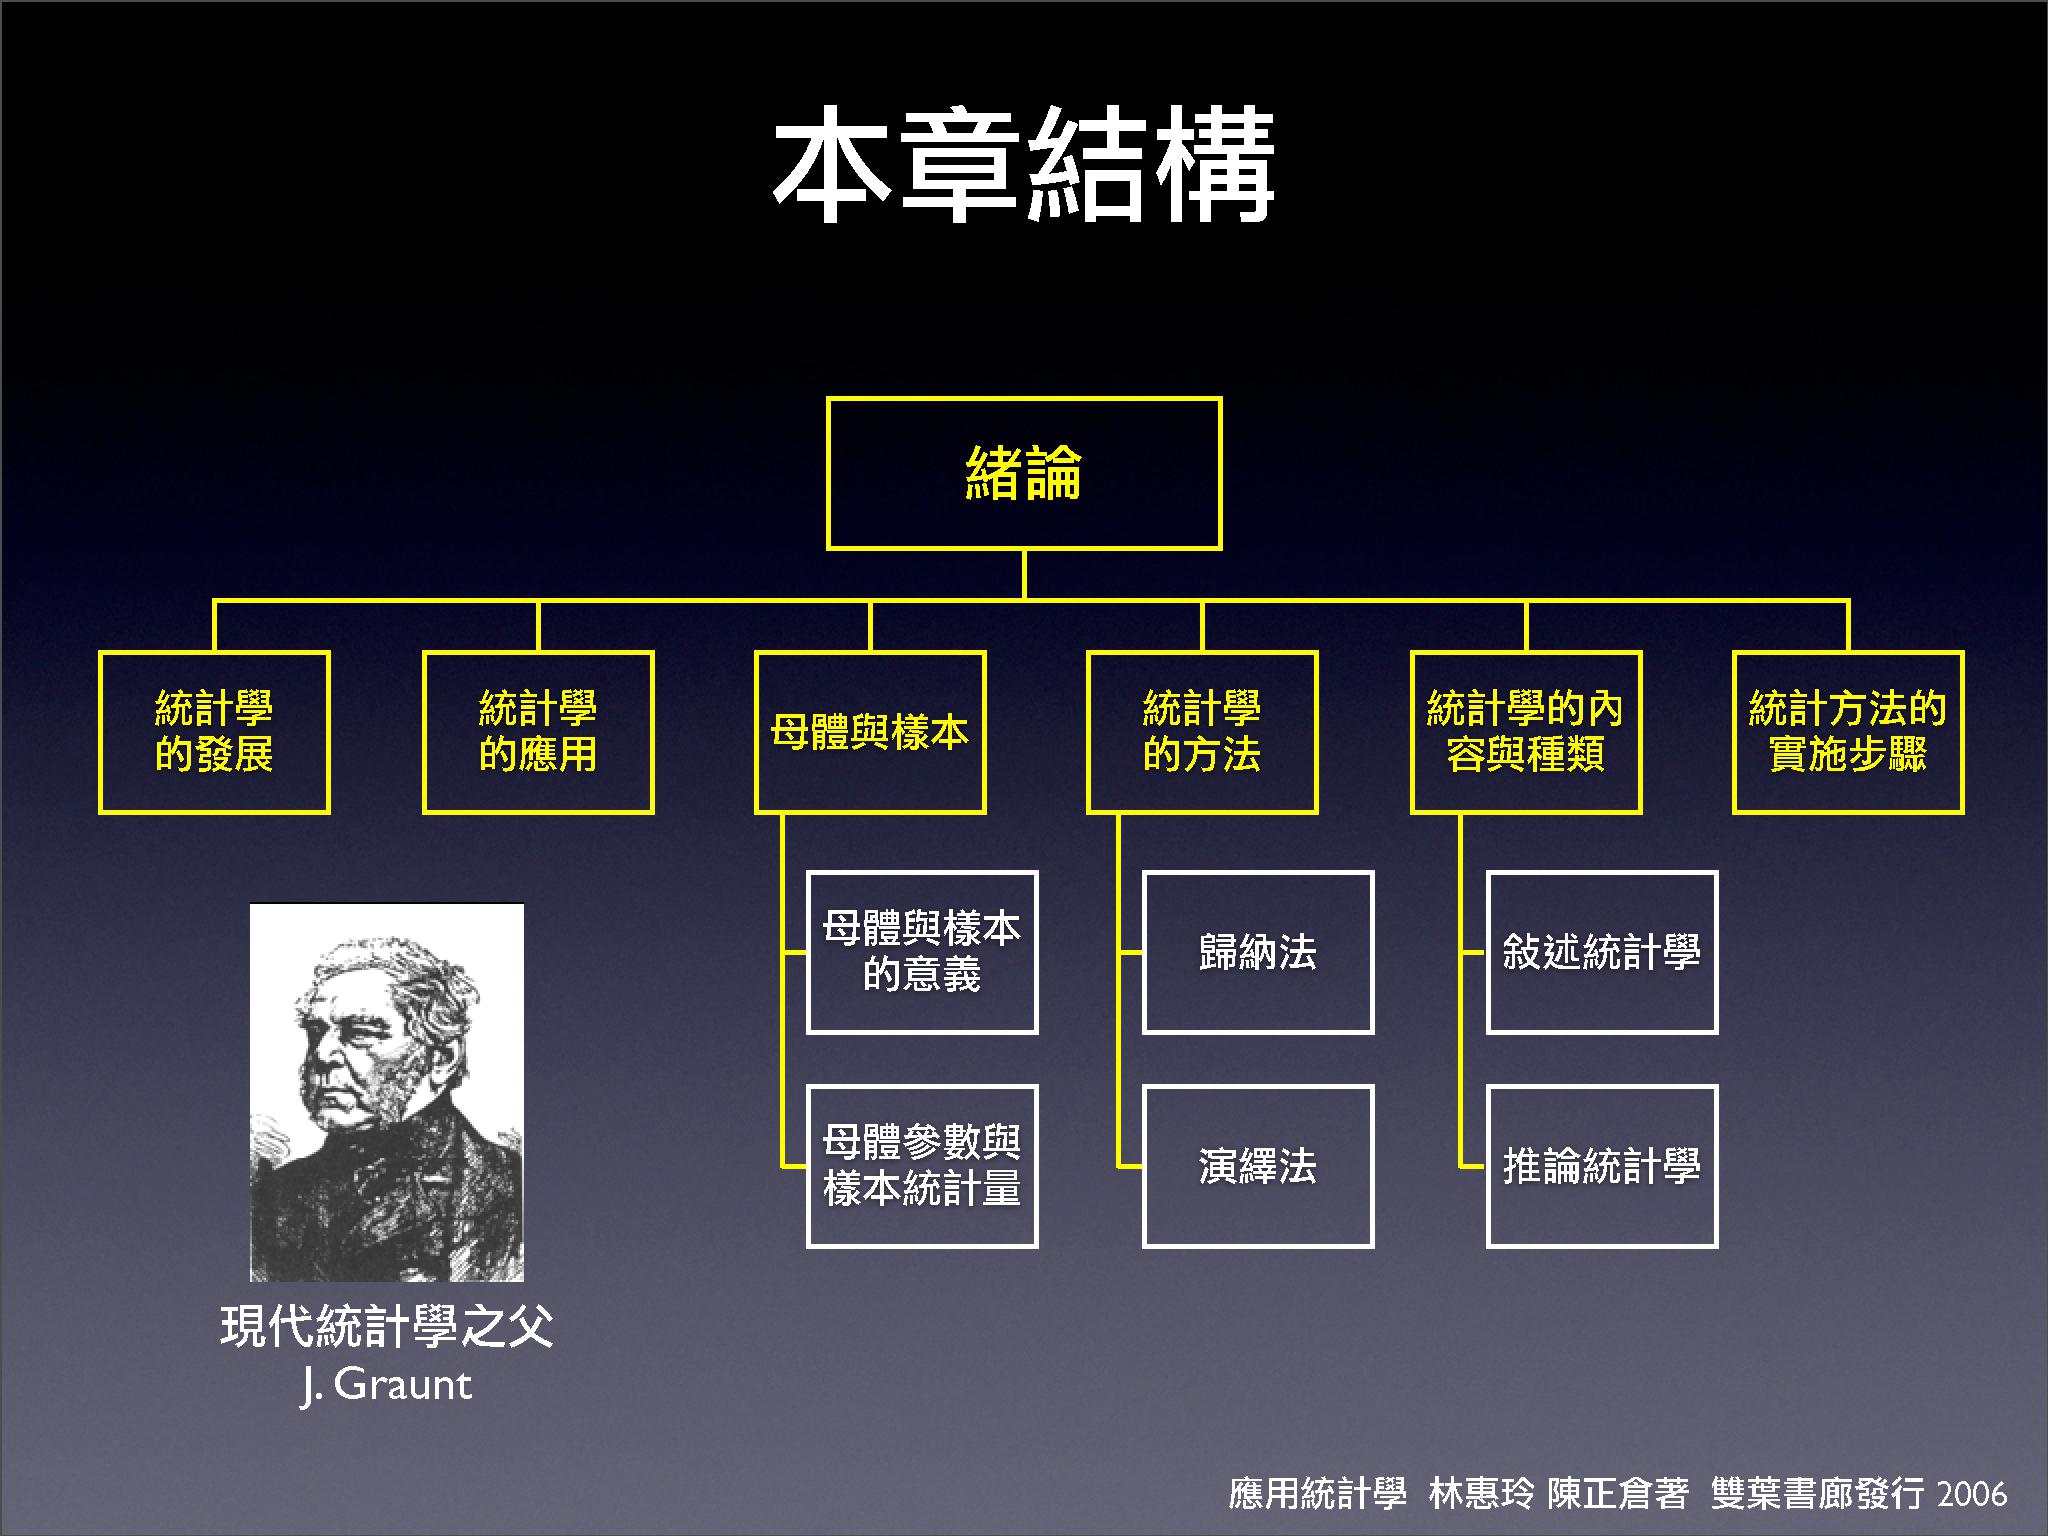 本章結構
緒論
統計學
的發展
統計學
的應用
母體與樣本
統計學
的方法
統計學的內
容與種類
統計方法的
實施步驟
母體與樣本
的意義
歸納法
敍述統計學
母體參數與
樣本統計量
演繹法
推論統計學
現代統計學之父
J. Graunt
應用統計學 林惠玲 陳正倉著 雙葉書廊發行 2006